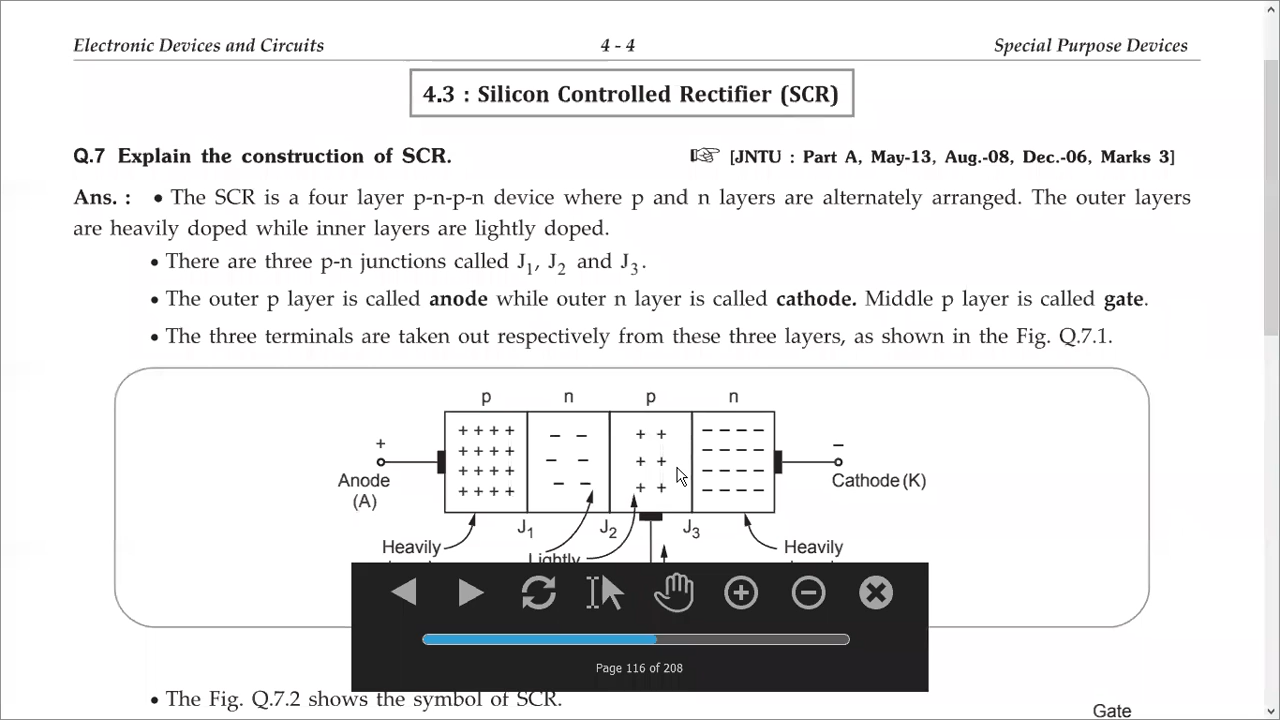 Electronic Devices and Circuits 4 - 4 Special Purpose Devices
4.3 : Silicon Controlled Rectifier (SCR)
Q.7 Explain the construction of SCR. ☞ [JNTU : Part A, May-13, Aug.-08, Dec.-06, Marks 3]
Ans. : • The SCR is a four layer p-n-p-n device where p and n layers are alternately arranged. The outer layers
are heavily doped while inner layers are lightly doped.
• There are three p-n junctions called J1, J2 and J3.
• The outer p layer is called anode while outer n layer is called cathode. Middle p layer is called gate.
• The three terminals are taken out respectively from these three layers, as shown in the Fig. Q.7.1.
p n p n
+ + + + – – + + – – – –
+ + + + – – + + – – – –
+ + + + – – + + – – – –
+ + + + – – – –
+ –
Anode
(A)
Cathode (K)
J1 J2 J3
Heavily Lightly Heavily
Page 116 of 208
• The Fig. Q.7.2 shows the symbol of SCR.
Gate